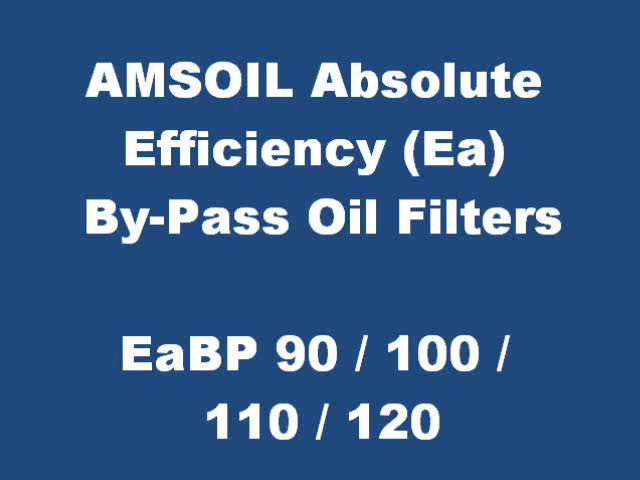 AMSOIL Absolute
Efficiency (Ea)
By-Pass Oil Filters
EaBP 90 / 100 /
110 / 120